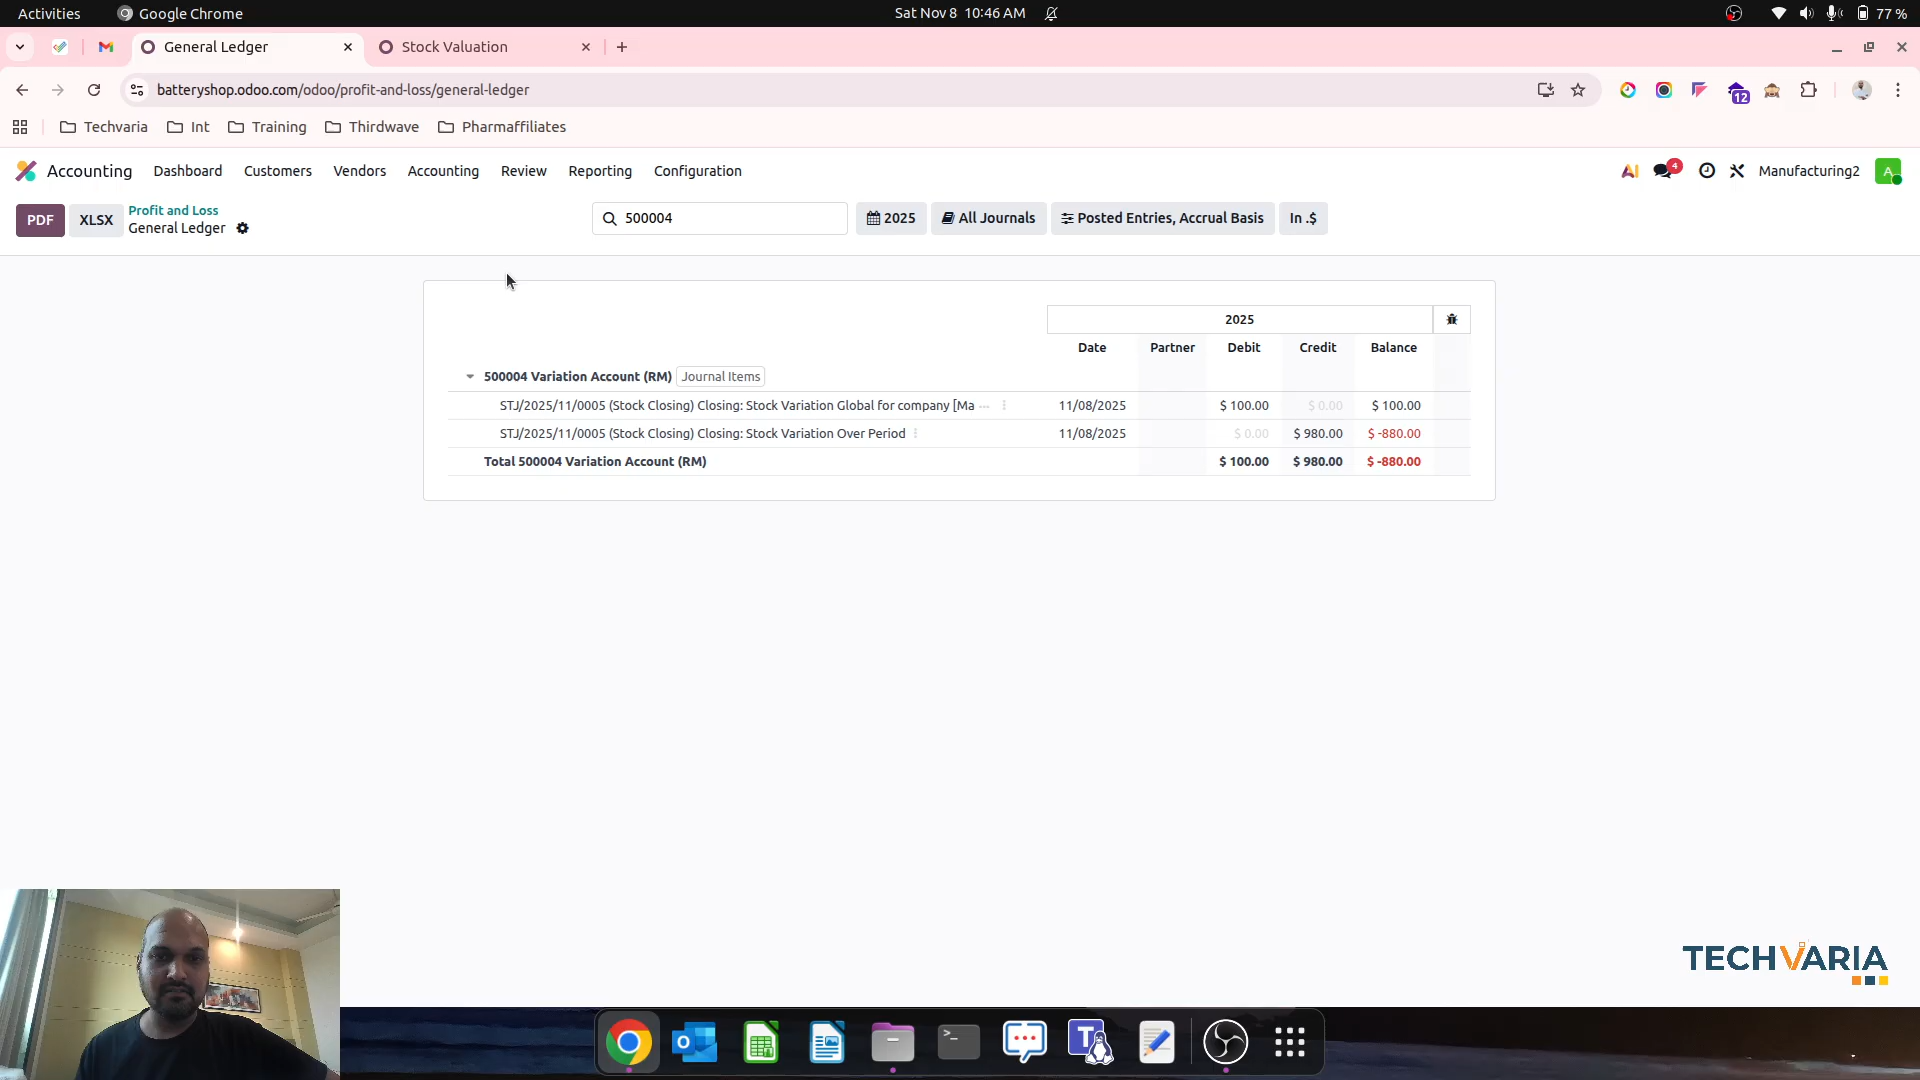 Activities Google Chrome Sat Nov 8 10:46 AM 77 %
General Ledger Stock Valuation
batteryshop.odoo.com/odoo/profit-and-loss/general-ledger 12
Techvaria Int Training Thirdwave Pharmaffiliates
Accounting Dashboard Customers Vendors Accounting Review Reporting Configuration AI 4 Manufacturing2 A
PDF XLSX Profit and Loss
General Ledger
500004 2025 All Journals Posted Entries, Accrual Basis In .$
2025
Date Partner Debit Credit Balance
500004 Variation Account (RM) Journal Items
STJ/2025/11/0005 (Stock Closing) Closing: Stock Variation Global for company [Ma ... 11/08/2025 $ 100.00 $ 0.00 $ 100.00
STJ/2025/11/0005 (Stock Closing) Closing: Stock Variation Over Period 11/08/2025 $ 0.00 $ 980.00 $ -880.00
Total 500004 Variation Account (RM) $ 100.00 $ 980.00 $ -880.00
TECHVARIA